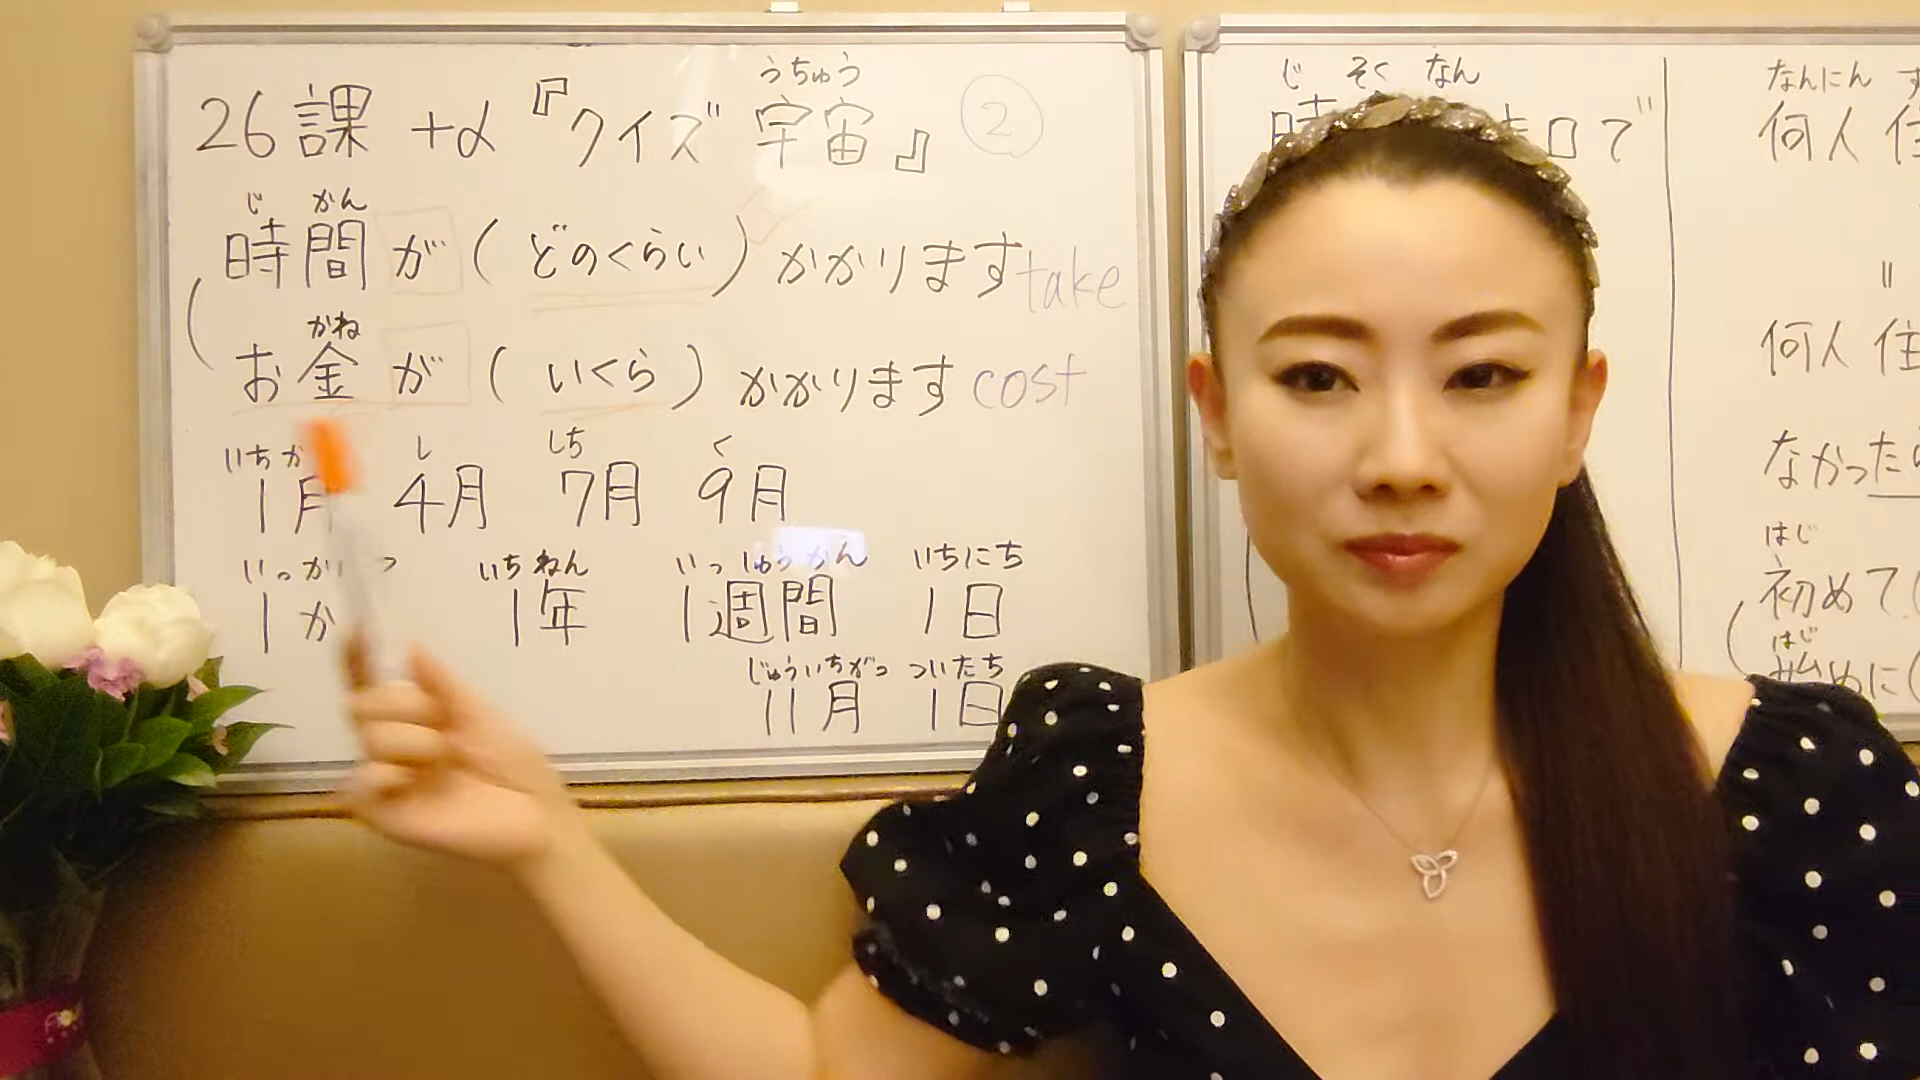 うちゅう
26課 +α 『クイズ 宇宙』 ②
じ かん
時間が ( どのくらい ) かかります take
かね
お金が ( いくら ) かかります cost
いち し しち く
1月 4月 7月 9月
いっか いちねん いっしゅうかん いちにち
1か 1年 1週間 1日
じゅういちがつ ついたち
11月 1日
じ そく なん
時 で
なんにん
何人
〃
何人
なかった
はじ
初めて
はじ
始めに